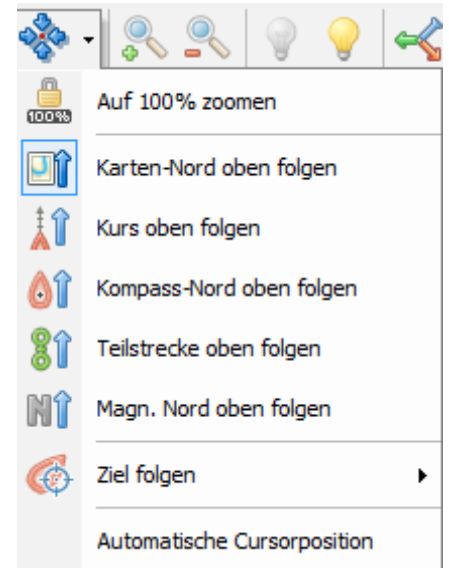 Auf 100% zoomen
100%
Karten-Nord oben folgen
Kurs oben folgen
Kompass-Nord oben folgen
Teilstrecke oben folgen
N
Magn. Nord oben folgen
Ziel folgen
Automatische Cursorposition